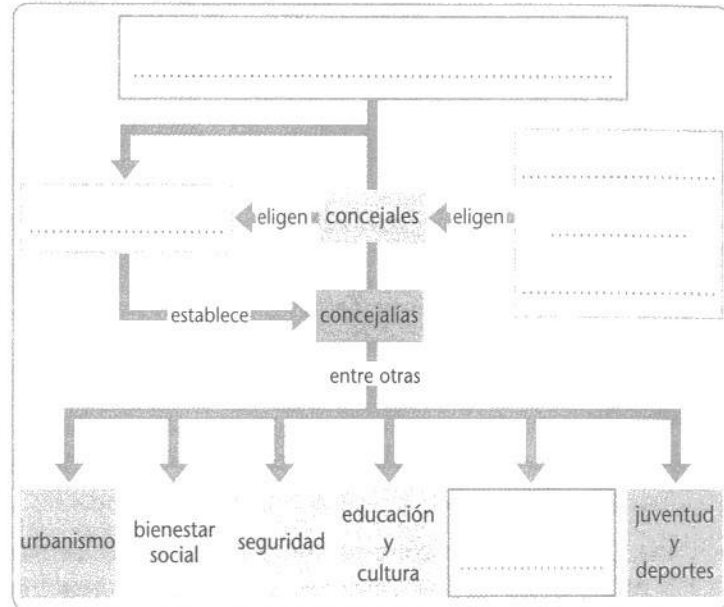 eligen
concejales
eligen
establece
concejalías
entre otras
urbanismo
bienestar
social
seguridad
educación
y
cultura
juventud
y
deportes